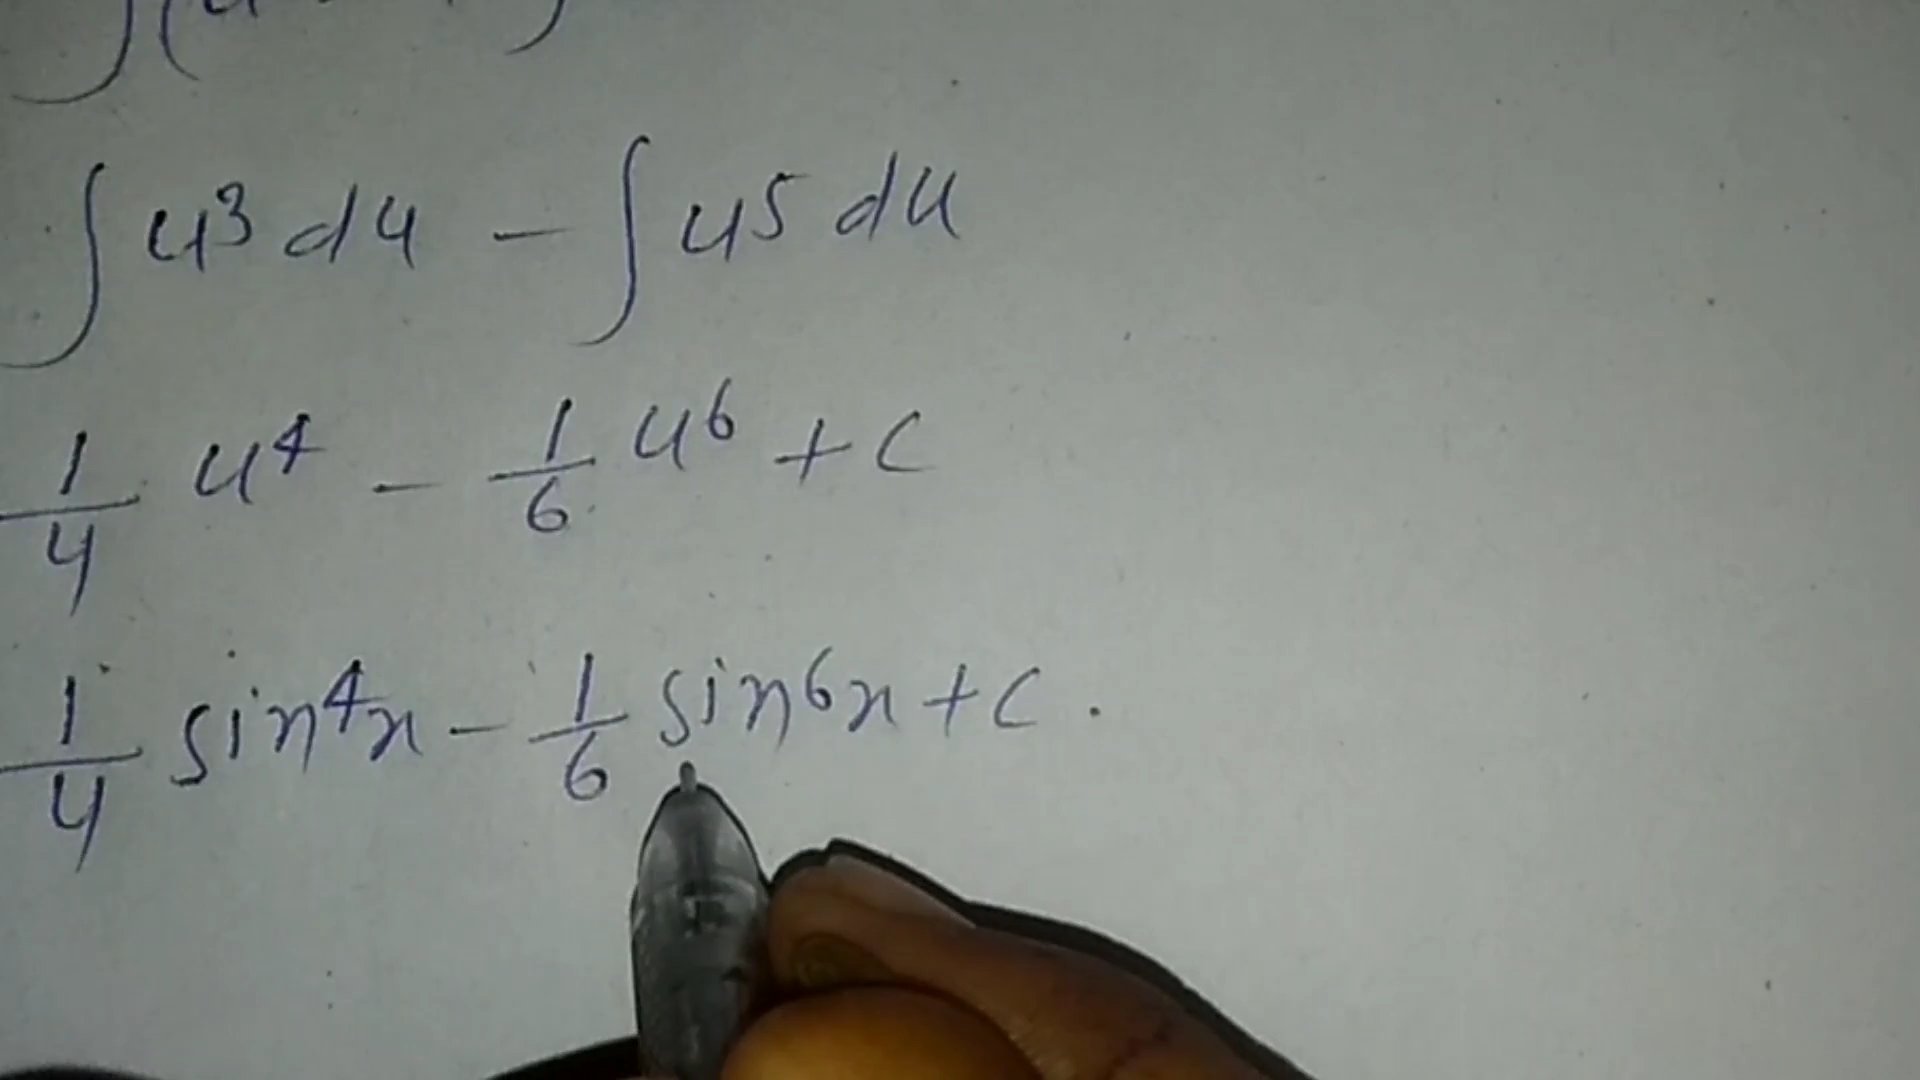 ∫ u³ du - ∫ u⁵ du
1/4 u⁴ - 1/6 u⁶ + c
1/4 sin⁴x - 1/6 sin⁶x + c .